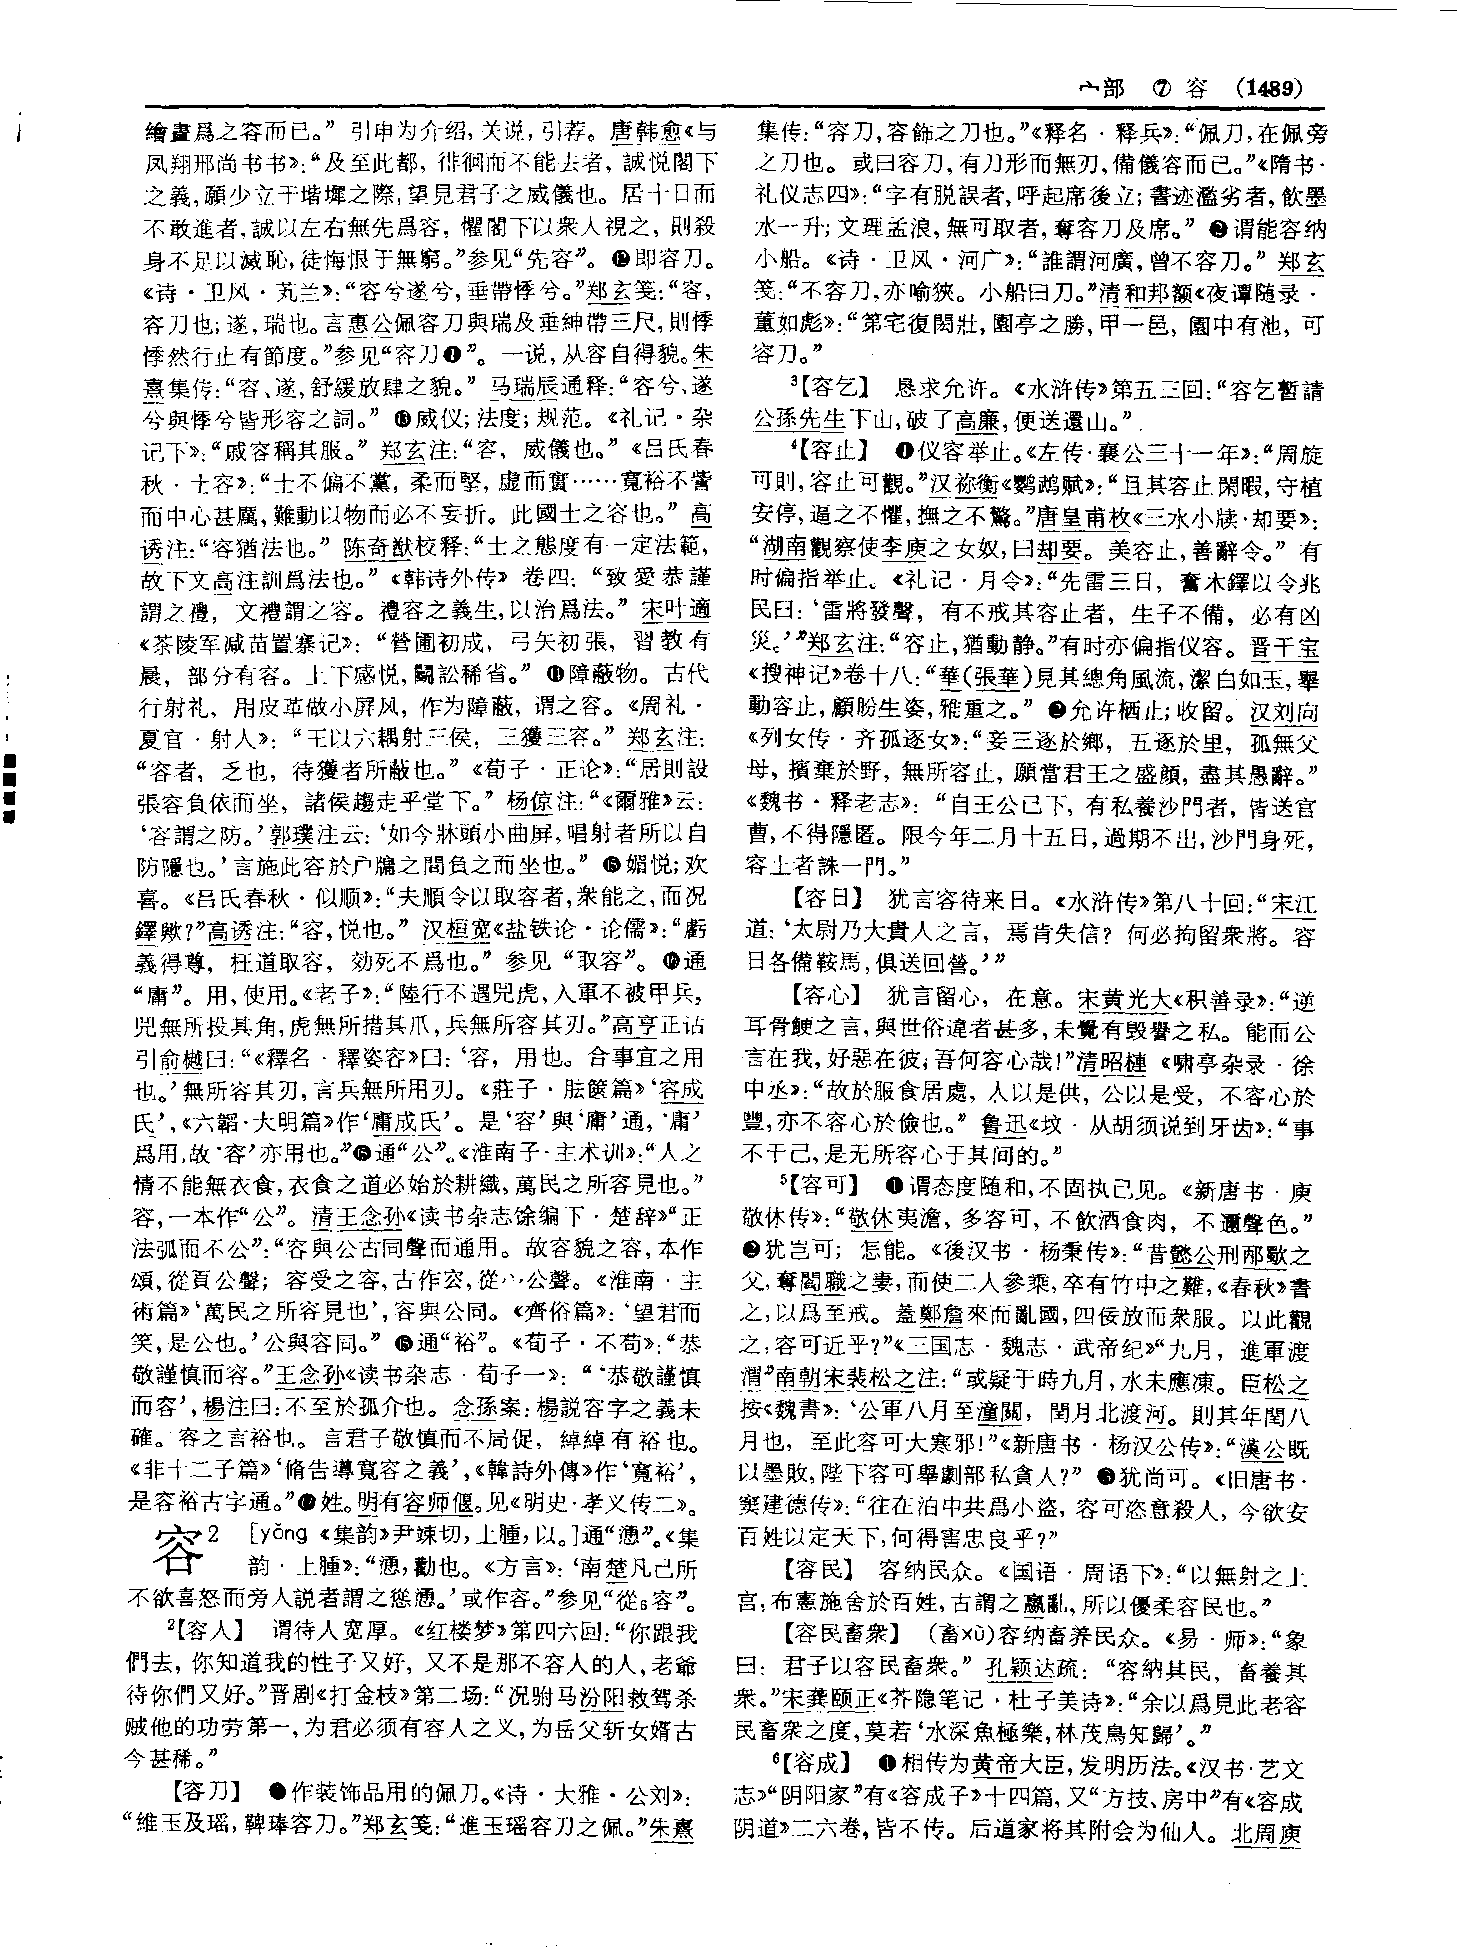 宀部 ⑦ 容 (1489)
繪畫爲之容而已。” 引申为介绍,关说,引荐。唐韩愈《与
凤翔邢尚书书》:“及至此都, 徘徊而不能去者, 誠悦閤下
之義,願少立于堦墀之際,望見君子之威儀也。居十日而
不敢進者,誠以左右無先爲容, 懼閤下以衆人視之, 則殺
身不足以滅恥,徒悔恨于無窮。”参见“先容”。⓬即容刀。
《诗·卫风·芄兰》:“容兮遂兮,垂帶悸兮。”郑玄笺:“容,
容刀也;遂,瑞也。言惠公佩容刀與瑞及垂紳帶三尺,則悸
悸然行止有節度。”参见“容刀❶”。一说,从容自得貌。朱
熹集传:“容、遂,舒緩放肆之貌。” 马瑞辰通释:“容兮、遂
兮與悸兮皆形容之詞。” ⓭威仪;法度;规范。《礼记·杂
记下》:“戚容稱其服。” 郑玄注:“容, 威儀也。”《吕氏春
秋·士容》:“士不偏不黨, 柔而堅, 虚而實……寬裕不訾
而中心甚厲,難動以物而必不妄折。此國士之容也。” 高
诱注:“容猶法也。” 陈奇猷校释:“士之態度有一定法範,
故下文高注訓爲法也。”《韩诗外传》卷四:“致愛恭謹
謂之禮, 文禮謂之容。禮容之義生,以治爲法。” 宋叶適
《茶陵军减苗置寨记》:“營圃初成, 弓矢初張, 習教有
晨, 部分有容。上下感悦,鬭訟稀省。” ⓮障蔽物。古代
行射礼, 用皮革做小屏风, 作为障蔽, 谓之容。《周礼·
夏官·射人》:“王以六耦射三侯, 三獲三容。” 郑玄注:
“容者, 乏也, 待獲者所蔽也。”《荀子·正论》:“居則設
張容負依而坐, 諸侯趨走乎堂下。” 杨倞注:“《爾雅》云:
‘容謂之防。’郭璞注云:‘如今牀頭小曲屏,唱射者所以自
防隱也。’言施此容於户牖之間負之而坐也。” ⓯媚悦;欢
喜。《吕氏春秋·似顺》:“夫順令以取容者,衆能之,而况
鐸歟?”高诱注:“容,悦也。” 汉桓宽《盐铁论·论儒》:“虧
義得尊, 枉道取容, 効死不爲也。” 参见“取容”。⓰通
“庸”。用,使用。《老子》:“陸行不遇兕虎,入軍不被甲兵,
兕無所投其角,虎無所措其爪,兵無所容其刃。”高亨正诂
引俞樾曰:“《釋名·釋姿容》曰:‘容, 用也。合事宜之用
也。’無所容其刃,言兵無所用刃。《莊子·胠篋篇》‘容成
氏’,《六韜·大明篇》作‘庸成氏’。是‘容’與‘庸’通,‘庸’
爲用,故‘容’亦用也。”⓱通“公”。《淮南子·主术训》:“人之
情不能無衣食,衣食之道必始於耕織,萬民之所容見也。”
容,一本作“公”。清王念孙《读书杂志馀编下·楚辞》“正
法弧而不公”:“容與公古同聲而通用。故容貌之容,本作
頌,從頁公聲;容受之容,古作㝐,從宀公聲。《淮南·主
術篇》‘萬民之所容見也’,容與公同。《齊俗篇》:‘望君而
笑,是公也。’公與容同。” ⓲通“裕”。《荀子·不苟》:“恭
敬謹慎而容。”王念孙《读书杂志·荀子一》:“‘恭敬謹慎
而容’,楊注曰:不至於孤介也。念孫案:楊説容字之義未
確。容之言裕也。言君子敬慎而不局促, 綽綽有裕也。
《非十二子篇》‘脩告導寬容之義’,《韓詩外傳》作‘寬裕’,
是容裕古字通。”⓳姓。明有容师偃。见《明史·孝义传二》。
容2 [yǒng《集韵》尹竦切,上腫,以。]通“慂”。《集
韵·上腫》:“慂,勸也。《方言》:‘南楚凡己所
不欲喜怒而旁人説者謂之慫慂。’或作容。”参见“從6容”。
2【容人】 谓待人宽厚。《红楼梦》第四六回:“你跟我
們去, 你知道我的性子又好, 又不是那不容人的人,老爺
待你們又好。”晋剧《打金枝》第二场:“况驸马汾阳救驾杀
贼他的功劳第一,为君必须有容人之义,为岳父斩女婿古
今甚稀。”
【容刀】 ❶作装饰品用的佩刀。《诗·大雅·公刘》:
“維玉及瑶,鞞琫容刀。”郑玄笺:“進玉瑶容刀之佩。”朱熹
集传:“容刀,容飾之刀也。”《释名·释兵》:“佩刀,在佩旁
之刀也。或曰容刀,有刀形而無刃,備儀容而已。”《隋书·
礼仪志四》:“字有脱誤者,呼起席後立;書迹濫劣者,飲墨
水一升;文理孟浪,無可取者,奪容刀及席。” ❷谓能容纳
小船。《诗·卫风·河广》:“誰謂河廣,曾不容刀。” 郑玄
笺:“不容刀,亦喻狹。小船曰刀。”清和邦额《夜谭随录·
董如彪》:“第宅復閎壯,園亭之勝,甲一邑, 園中有池, 可
容刀。”
3【容乞】 恳求允许。《水浒传》第五三回:“容乞暫請
公孫先生下山,破了高廉,便送還山。”
4【容止】 ❶仪容举止。《左传·襄公三十一年》:“周旋
可則,容止可觀。”汉祢衡《鹦鹉赋》:“且其容止閑暇,守植
安停,逼之不懼,撫之不驚。”唐皇甫枚《三水小牍·却要》:
“湖南觀察使李庾之女奴,曰却要。美容止,善辭令。” 有
时偏指举止。《礼记·月令》:“先雷三日, 奮木鐸以令兆
民曰:‘雷將發聲, 有不戒其容止者, 生子不備, 必有凶
災。’”郑玄注:“容止,猶動静。”有时亦偏指仪容。晋干宝
《搜神记》卷十八:“華(張華)見其總角風流,潔白如玉,舉
動容止,顧盼生姿,雅重之。” ❷允许栖止;收留。汉刘向
《列女传·齐孤逐女》:“妾三逐於鄉, 五逐於里, 孤無父
母, 擯棄於野, 無所容止, 願當君王之盛顔, 盡其愚辭。”
《魏书·释老志》:“自王公已下, 有私養沙門者, 皆送官
曹,不得隱匿。限今年二月十五日,過期不出,沙門身死,
容止者誅一門。”
【容日】 犹言容待来日。《水浒传》第八十回:“宋江
道:‘太尉乃大貴人之言, 焉肯失信? 何必拘留衆將。容
日各備鞍馬,俱送回營。’”
【容心】 犹言留心, 在意。宋黄光大《积善录》:“逆
耳骨鯁之言,與世俗違者甚多,未覺有毀譽之私。能而公
言在我,好惡在彼;吾何容心哉!”清昭槤《啸亭杂录·徐
中丞》:“故於服食居處, 人以是供, 公以是受, 不容心於
豐,亦不容心於儉也。” 鲁迅《坟·从胡须说到牙齿》:“事
不干己,是无所容心于其间的。”
5【容可】 ❶谓态度随和,不固执己见。《新唐书·庾
敬休传》:“敬休夷澹, 多容可, 不飲酒食肉, 不邇聲色。”
❷犹岂可;怎能。《後汉书·杨秉传》:“昔懿公刑邴歜之
父,奪閻職之妻,而使二人參乘,卒有竹中之難,《春秋》書
之,以爲至戒。蓋鄭詹來而亂國,四佞放而衆服。以此觀
之,容可近乎?”《三国志·魏志·武帝纪》“九月, 進軍渡
渭”南朝宋裴松之注:“或疑于時九月,水未應凍。臣松之
按《魏書》:‘公軍八月至潼關, 閏月北渡河。則其年閏八
月也, 至此容可大寒邪!”《新唐书·杨汉公传》:“漢公既
以墨敗,陛下容可舉劇部私貪人?” ❸犹尚可。《旧唐书·
窦建德传》:“往在泊中共爲小盗, 容可恣意殺人, 今欲安
百姓以定天下,何得害忠良乎?”
【容民】 容纳民众。《国语·周语下》:“以無射之上
宫,布憲施舍於百姓,古謂之嬴亂,所以優柔容民也。”
【容民畜衆】 (畜xù)容纳畜养民众。《易·师》:“象
曰: 君子以容民畜衆。” 孔颖达疏:“容納其民, 畜養其
衆。”宋龚颐正《芥隐笔记·杜子美诗》:“余以爲見此老容
民畜衆之度,莫若‘水深魚極樂,林茂鳥知歸’。”
6【容成】 ❶相传为黄帝大臣,发明历法。《汉书·艺文
志》“阴阳家”有《容成子》十四篇,又“方技、房中”有《容成
阴道》二六卷,皆不传。后道家将其附会为仙人。北周庾